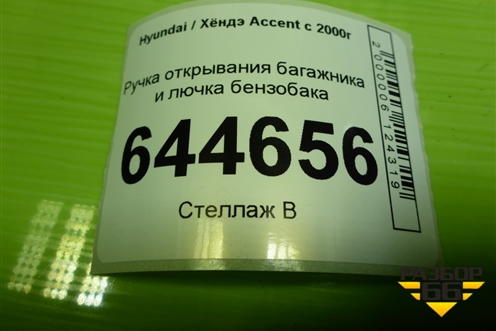 Hyundai / Хёндэ Accent с 2000г
Ручка открывания багажника
и лючка бензобака
644656
Стеллаж В
2000006124319
РАЗБОР
66